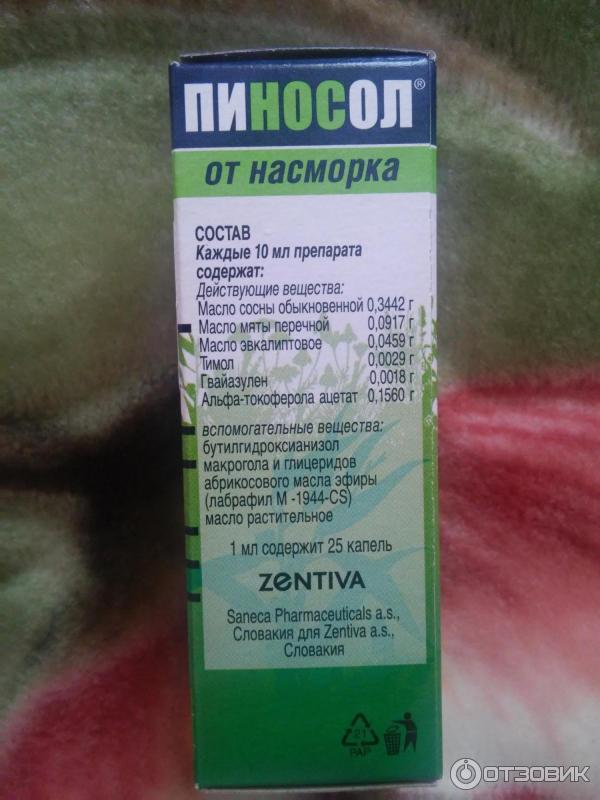 ПИНОСОЛ®
от насморка
СОСТАВ
Каждые 10 мл препарата
содержат:
Действующие вещества:
Масло сосны обыкновенной 0,3442 г
Масло мяты перечной 0,0917 г
Масло эвкалиптовое 0,0459 г
Тимол 0,0029 г
Гвайазулен 0,0018 г
Альфа-токоферола ацетат 0,1560 г
вспомогательные вещества:
бутилгидроксианизол
макрогола и глицеридов
абрикосового масла эфиры
(лабрафил М -1944-CS)
масло растительное
1 мл содержит 25 капель
ZENTIVA
Saneca Pharmaceuticals a.s.,
Словакия для Zentiva a.s.,
Словакия
21
PAP
ОТЗОВИК